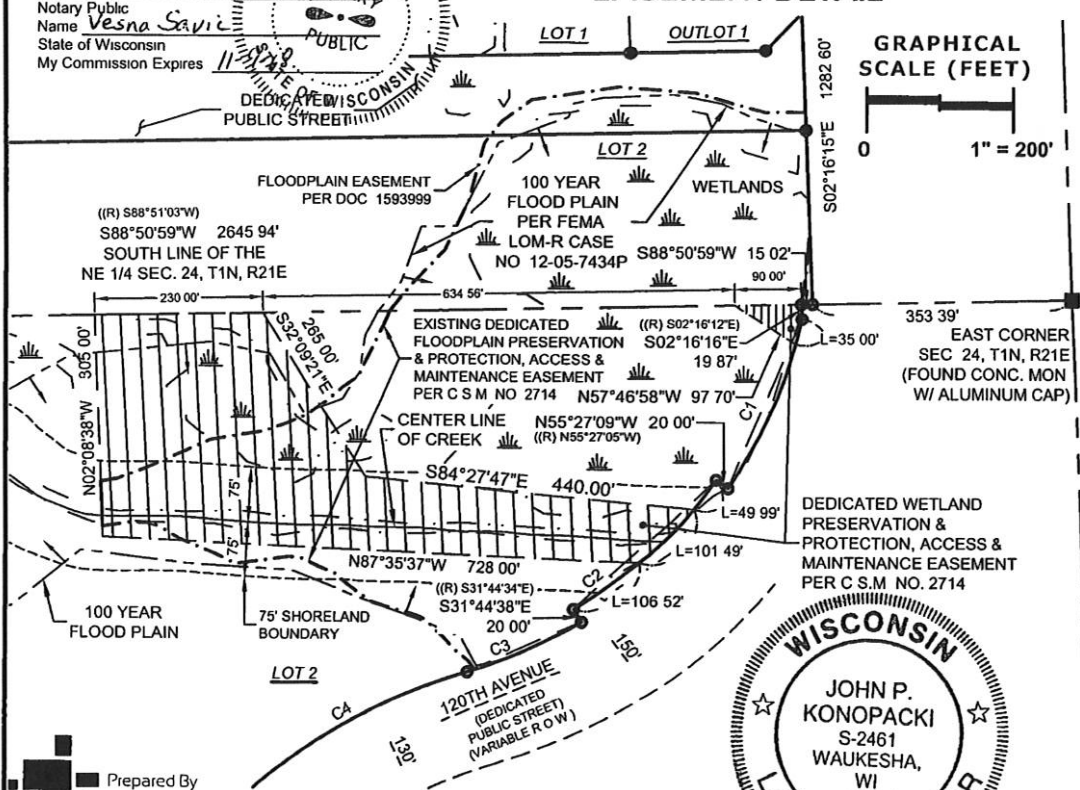 Notary Public
Name Vesna Savic
State of Wisconsin
My Commission Expires
PUBLIC
STATE OF WISCONSIN
DEDICATED
PUBLIC STREET
LOT 1
OUTLOT 1
1282 60'
S02°16'15"E
GRAPHICAL
SCALE (FEET)
0
1" = 200'
LOT 2
FLOODPLAIN EASEMENT
PER DOC 1593999
100 YEAR
FLOOD PLAIN
PER FEMA
LOM-R CASE
NO 12-05-7434P
WETLANDS
((R) S88°51'03"W)
S88°50'59"W 2645 94'
SOUTH LINE OF THE
NE 1/4 SEC. 24, T1N, R21E
S88°50'59"W 15 02'
90 00'
230 00'
634 56'
353 39'
EAST CORNER
SEC 24, T1N, R21E
(FOUND CONC. MON
W/ ALUMINUM CAP)
L=35 00'
305 00'
N02°08'38"W
265 00'
S32°09'21"E
EXISTING DEDICATED
FLOODPLAIN PRESERVATION
& PROTECTION, ACCESS &
MAINTENANCE EASEMENT
PER C S M NO 2714
((R) S02°16'12"E)
S02°16'16"E
19 87'
N57°46'58"W 97 70'
C1
CENTER LINE
OF CREEK
N55°27'09"W 20 00'
((R) N55°27'05"W)
S84°27'47"E 440.00'
L=49 99'
75'
75'
DEDICATED WETLAND
PRESERVATION &
PROTECTION, ACCESS &
MAINTENANCE EASEMENT
PER C S.M NO. 2714
L=101 49'
N87°35'37"W 728 00'
C2
L=106 52'
((R) S31°44'34"E)
S31°44'38"E
20 00'
100 YEAR
FLOOD PLAIN
75' SHORELAND
BOUNDARY
LOT 2
C3
C4
120TH AVENUE
(DEDICATED
PUBLIC STREET)
(VARIABLE R O W)
150'
130'
WISCONSIN
JOHN P.
KONOPACKI
S-2461
WAUKESHA,
WI
Prepared By